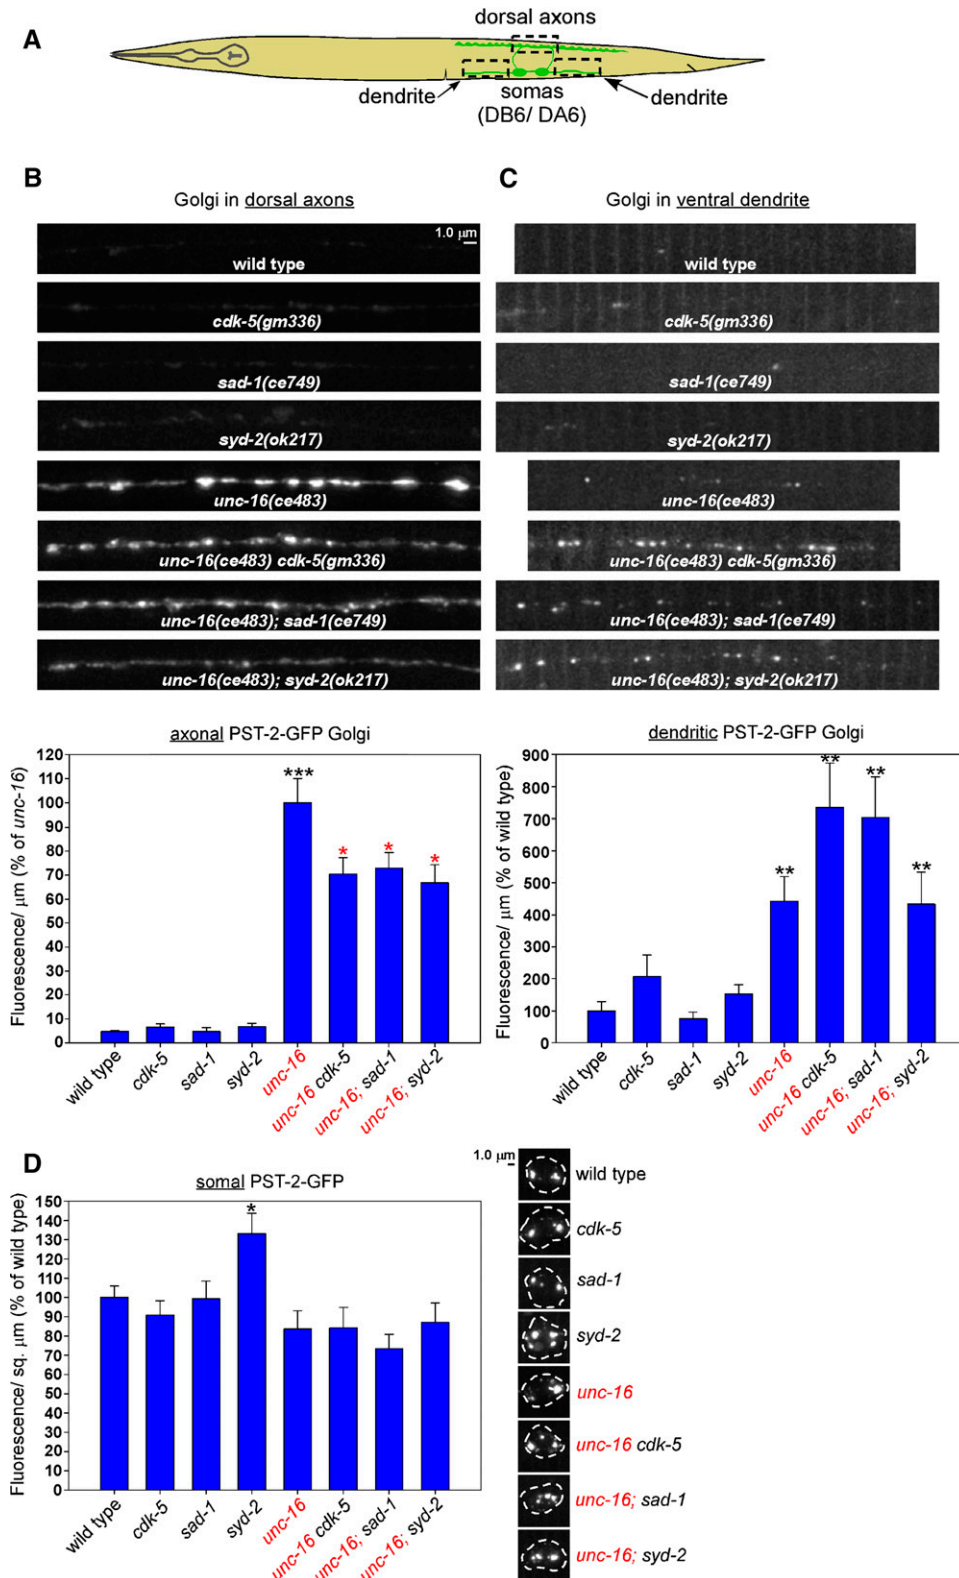 A
dorsal axons
dendrite
somas
(DB6/ DA6)
dendrite
B
Golgi in dorsal axons
1.0 µm
wild type
cdk-5(gm336)
sad-1(ce749)
syd-2(ok217)
unc-16(ce483)
unc-16(ce483) cdk-5(gm336)
unc-16(ce483); sad-1(ce749)
unc-16(ce483); syd-2(ok217)
C
Golgi in ventral dendrite
wild type
cdk-5(gm336)
sad-1(ce749)
syd-2(ok217)
unc-16(ce483)
unc-16(ce483) cdk-5(gm336)
unc-16(ce483); sad-1(ce749)
unc-16(ce483); syd-2(ok217)
axonal PST-2-GFP Golgi
Fluorescence/ µm (% of unc-16)
120
110
100
90
80
70
60
50
40
30
20
10
0
***
*
*
*
wild type
cdk-5
sad-1
syd-2
unc-16
unc-16 cdk-5
unc-16; sad-1
unc-16; syd-2
dendritic PST-2-GFP Golgi
Fluorescence/ µm (% of wild type)
900
800
700
600
500
400
300
200
100
0
**
**
**
**
wild type
cdk-5
sad-1
syd-2
unc-16
unc-16 cdk-5
unc-16; sad-1
unc-16; syd-2
D
somal PST-2-GFP
Fluorescence/ sq. µm (% of wild type)
150
140
130
120
110
100
90
80
70
60
50
40
30
20
10
0
*
wild type
cdk-5
sad-1
syd-2
unc-16
unc-16 cdk-5
unc-16; sad-1
unc-16; syd-2
1.0 µm
wild type
cdk-5
sad-1
syd-2
unc-16
unc-16 cdk-5
unc-16; sad-1
unc-16; syd-2